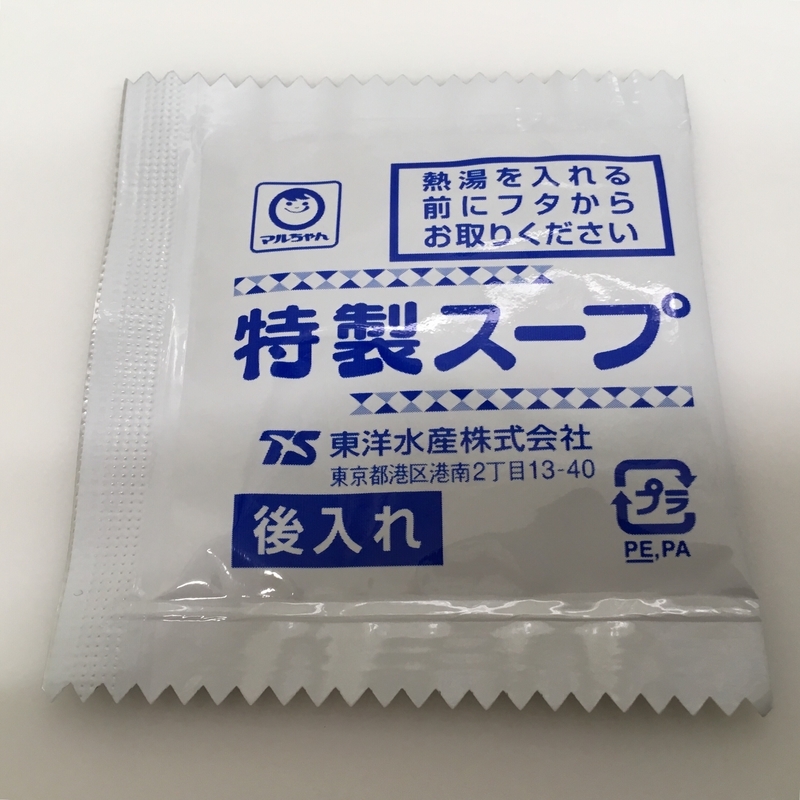 マルちゃん
熱湯を入れる
前にフタから
お取りください
特製スープ
TS 東洋水産株式会社
東京都港区港南2丁目13-40
後入れ
プラ
PE,PA